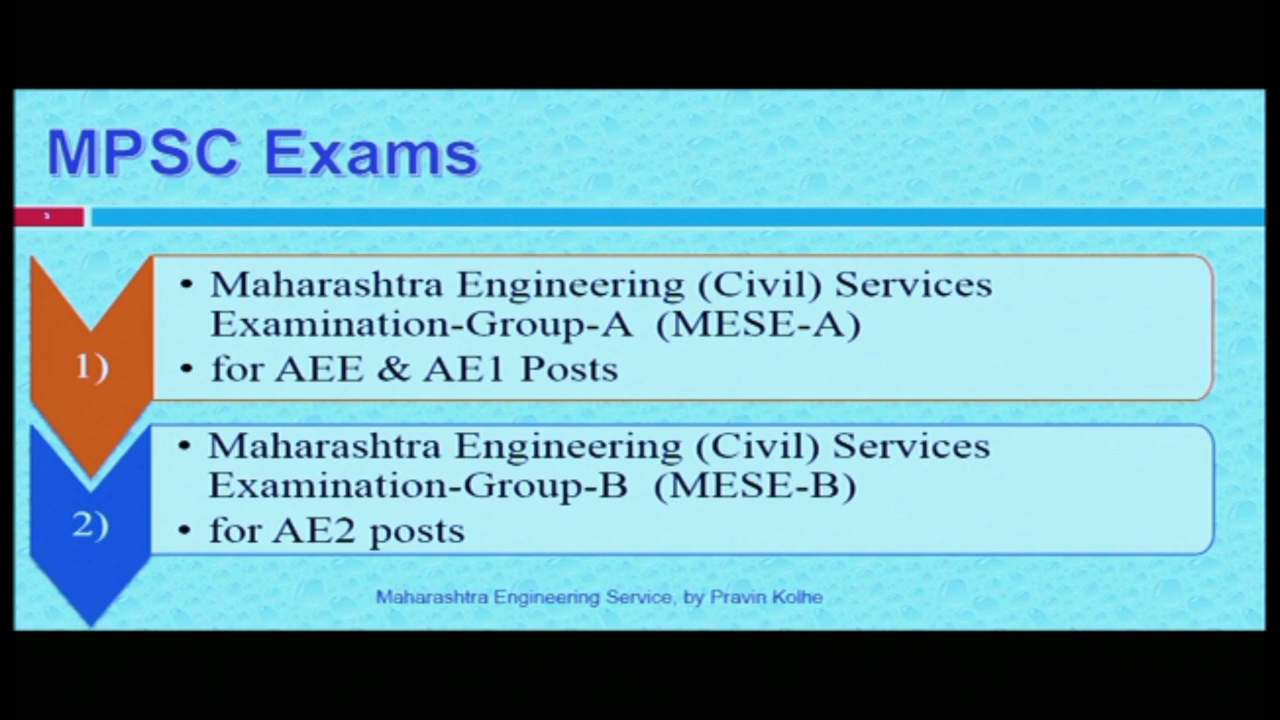 MPSC Exams
3
1)
• Maharashtra Engineering (Civil) Services
Examination-Group-A (MESE-A)
• for AEE & AE1 Posts
2)
• Maharashtra Engineering (Civil) Services
Examination-Group-B (MESE-B)
• for AE2 posts
Maharashtra Engineering Service, by Pravin Kolhe